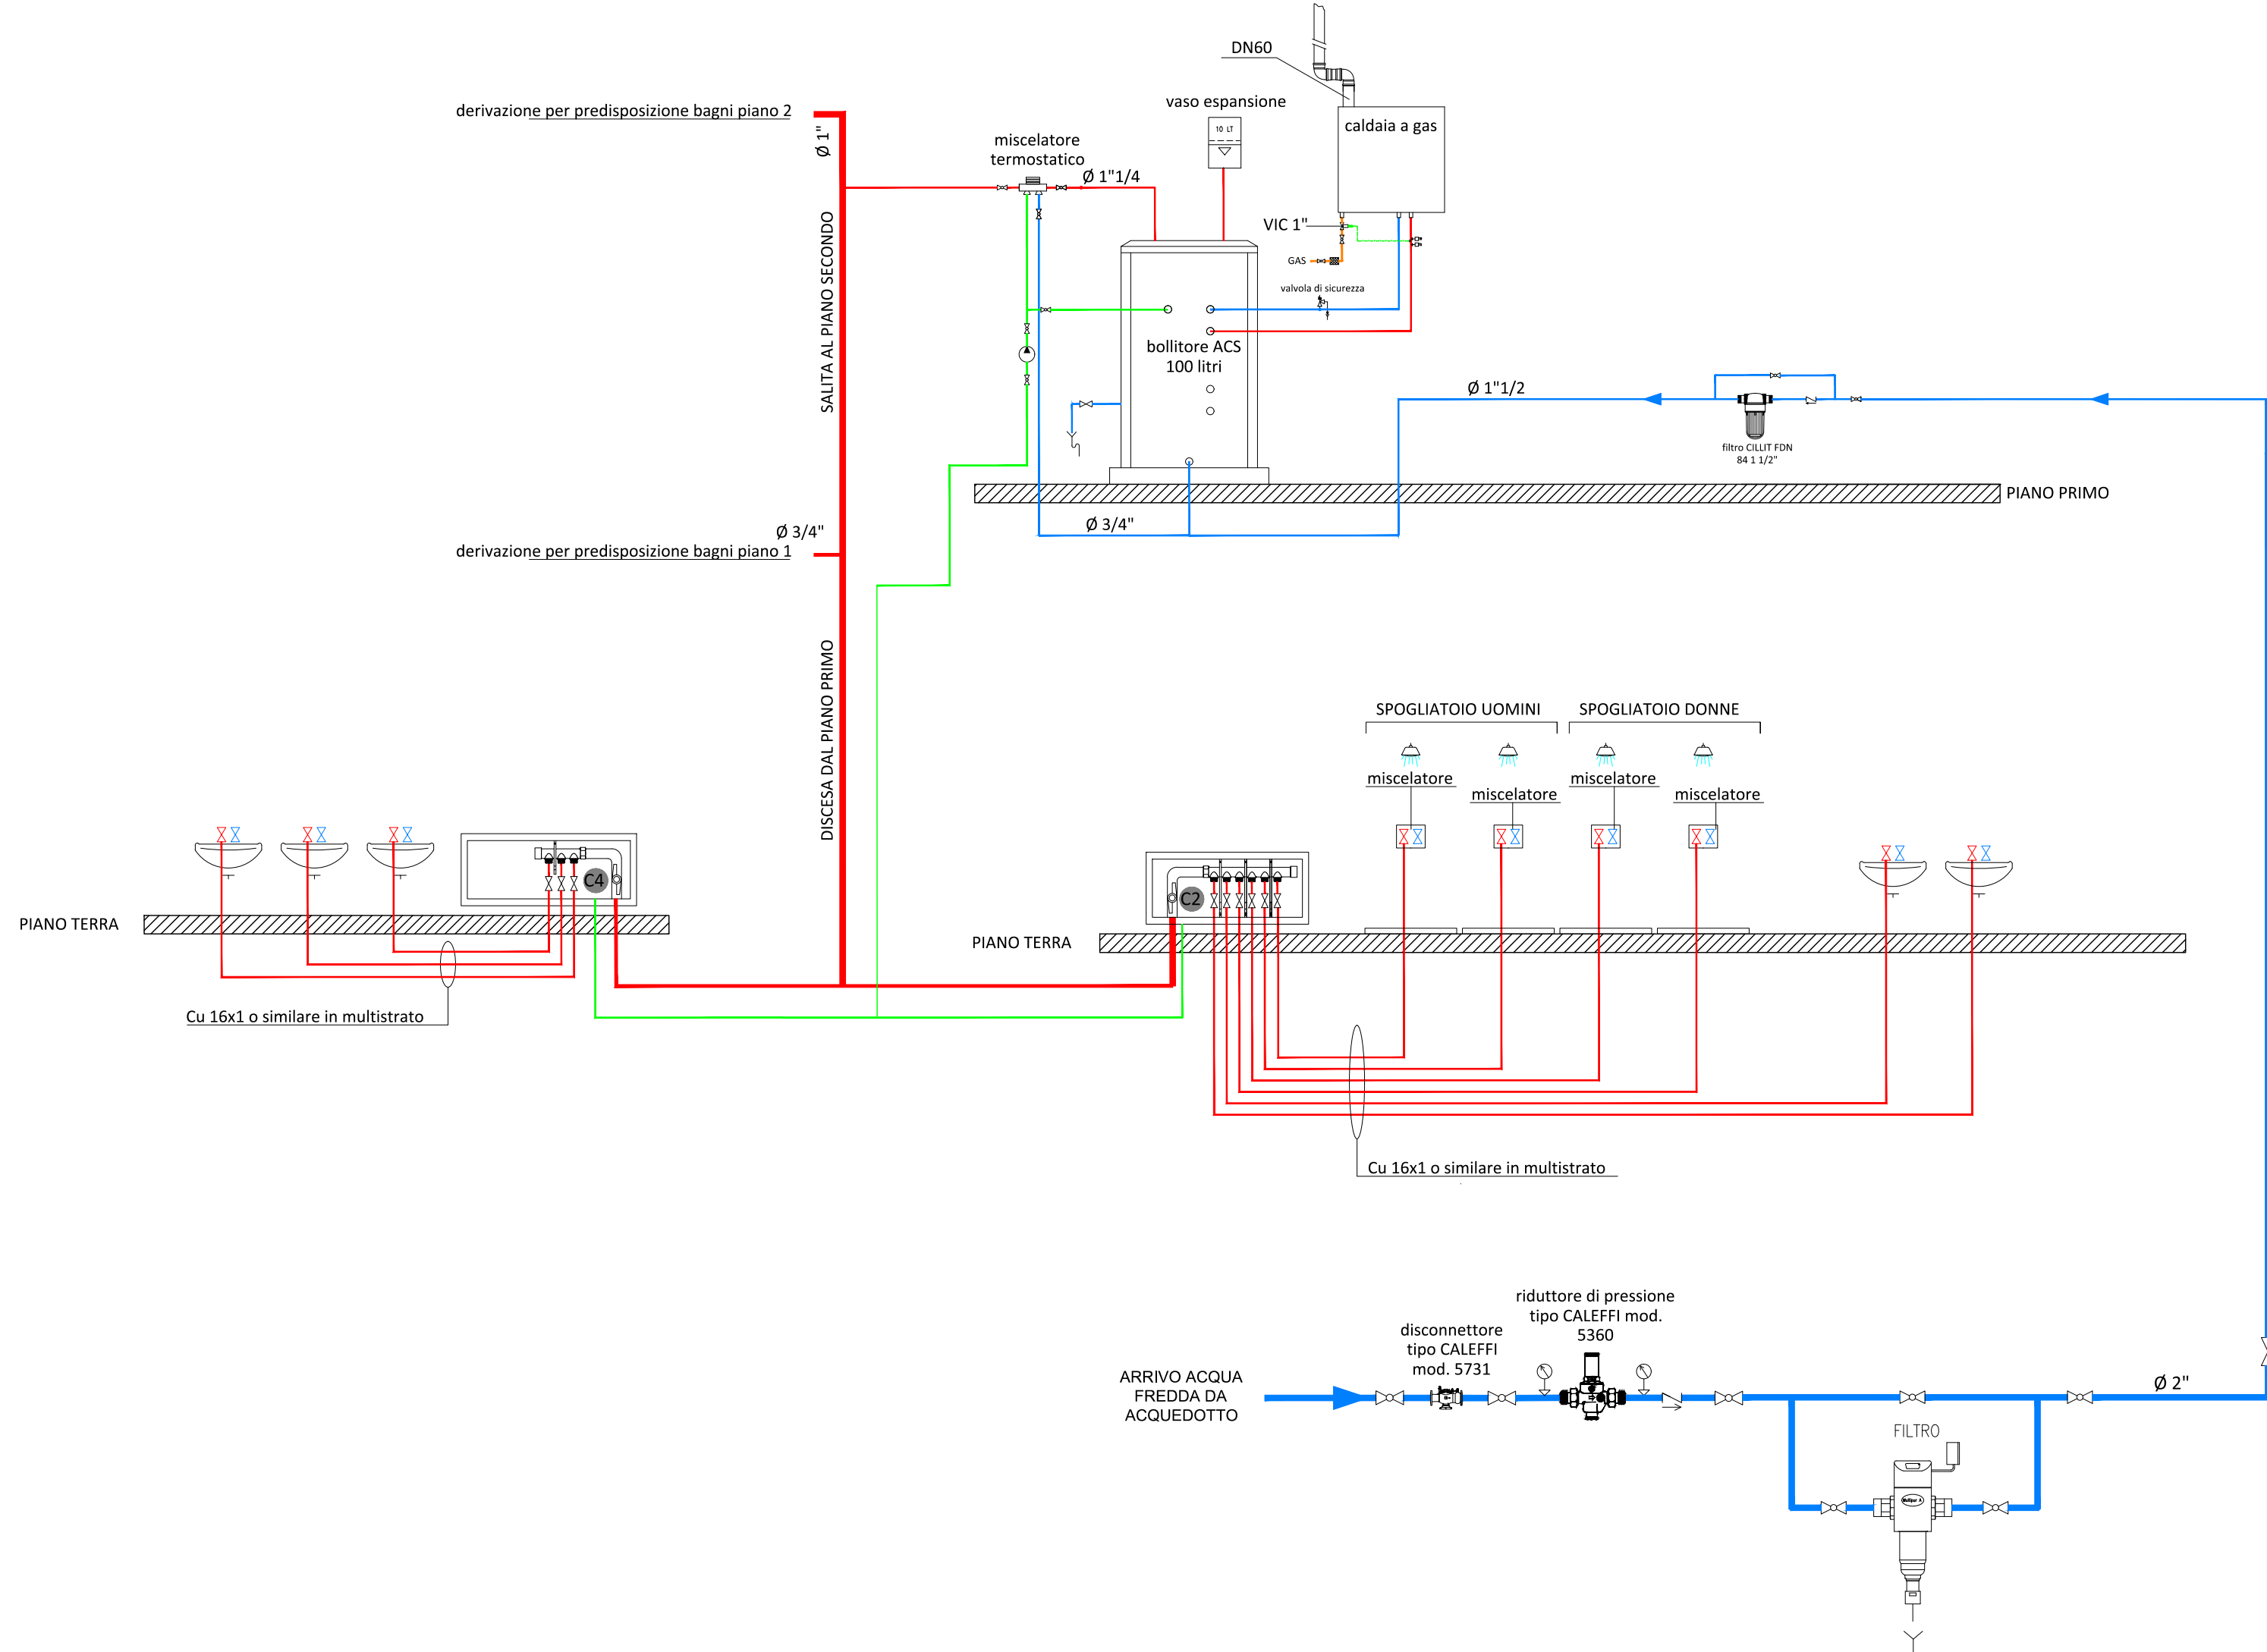 DN60
vaso espansione
10 LT
caldaia a gas
derivazione per predisposizione bagni piano 2
Ø 1"
miscelatore
termostatico
Ø 1"1/4
VIC 1"
GAS
valvola di sicurezza
SALITA AL PIANO SECONDO
bollitore ACS
100 litri
Ø 1"1/2
filtro CILLIT FDN
84 1 1/2"
PIANO PRIMO
Ø 3/4"
Ø 3/4"
derivazione per predisposizione bagni piano 1
DISCESA DAL PIANO PRIMO
SPOGLIATOIO UOMINI
SPOGLIATOIO DONNE
miscelatore
miscelatore
miscelatore
miscelatore
C4
C2
PIANO TERRA
PIANO TERRA
Cu 16x1 o similare in multistrato
Cu 16x1 o similare in multistrato
riduttore di pressione
tipo CALEFFI mod.
5360
disconnettore
tipo CALEFFI
mod. 5731
ARRIVO ACQUA
FREDDA DA
ACQUEDOTTO
Ø 2"
FILTRO
Multipur A